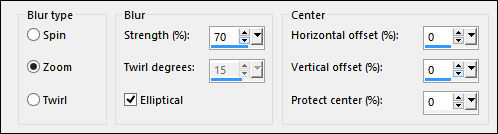 Blur type
Spin
Zoom
Twirl
Blur
Strength (%): 70
Twirl degrees: 15
Elliptical
Center
Horizontal offset (%): 0
Vertical offset (%): 0
Protect center (%): 0